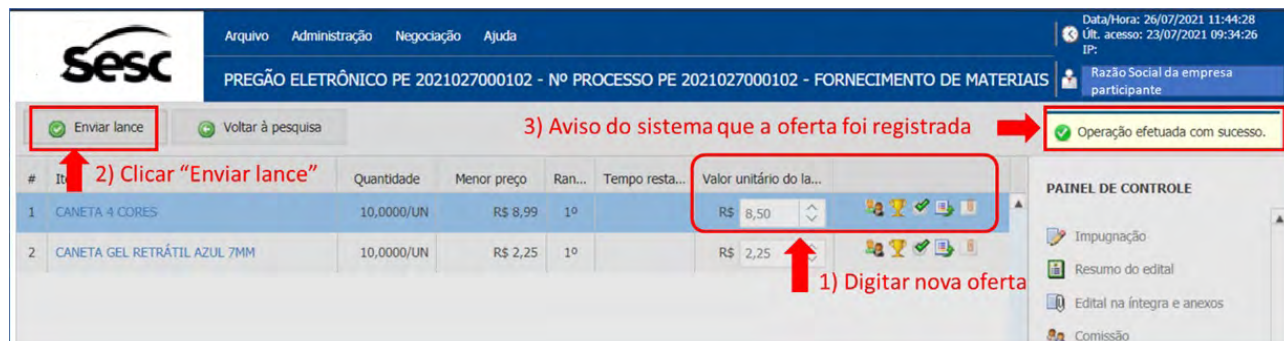 Sesc
Arquivo Administração Negociação Ajuda
Data/Hora: 26/07/2021 11:44:28
Últ. acesso: 23/07/2021 09:34:26
IP:
PREGÃO ELETRÔNICO PE 2021027000102 - Nº PROCESSO PE 2021027000102 - FORNECIMENTO DE MATERIAIS
Razão Social da empresa
participante
Enviar lance Voltar à pesquisa
3) Aviso do sistema que a oferta foi registrada
Operação efetuada com sucesso.
2) Clicar “Enviar lance”
# Quantidade Menor preço Ran... Tempo resta... Valor unitário do la...
1 CANETA 4 CORES 10,0000/UN R$ 8,99 1º R$ 8,50
2 CANETA GEL RETRÁTIL AZUL 7MM 10,0000/UN R$ 2,25 1º R$ 2,25
1) Digitar nova oferta
PAINEL DE CONTROLE
Impugnação
Resumo do edital
Edital na íntegra e anexos
Comissão